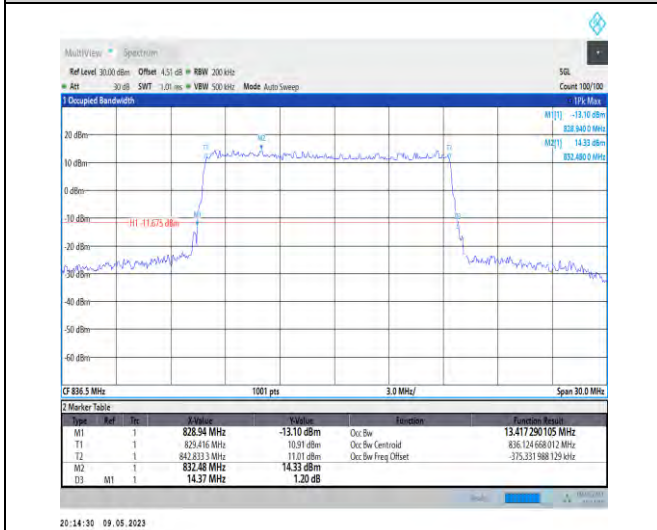 MultiView Spectrum
Ref Level 30.00 dBm Offset 4.51 dB RBW 200 kHz SGL
Att 30 dB SWT 1.01 ms VBW 500 kHz Mode Auto Sweep Count 100/100
1 Occupied Bandwidth 1Pk Max
M1[1] -13.10 dBm
828.940 0 MHz
M2[1] 14.33 dBm
832.480 0 MHz
20 dBm
M2
T1
10 dBm
0 dBm
M1
-10 dBm
H1 -11.675 dBm
-20 dBm
-30 dBm
-40 dBm
-50 dBm
-60 dBm
CF 836.5 MHz 1001 pts 3.0 MHz/ Span 30.0 MHz
2 Marker Table
Type Ref Trc X-Value Y-Value Function Function Result
M1 1 828.94 MHz -13.10 dBm Occ Bw 13.417 290 105 MHz
T1 1 829.416 MHz 10.91 dBm Occ Bw Centroid 836.124 668 012 MHz
T2 1 842.833 3 MHz 11.01 dBm Occ Bw Freq Offset -375.331 988 129 kHz
M2 1 832.48 MHz 14.33 dBm
D3 M1 1 14.37 MHz 1.20 dB
20:14:30 09.05.2023